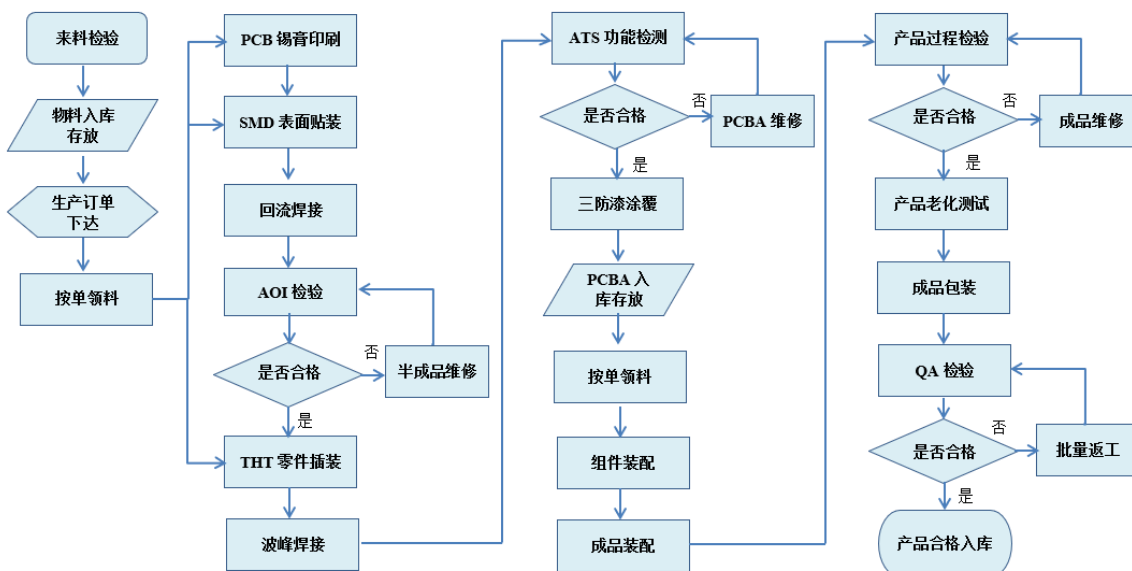 来料检验
物料入库
存放
生产订单
下达
按单领料
PCB 锡膏印刷
SMD 表面贴装
回流焊接
AOI 检验
是否合格
否
半成品维修
是
THT 零件插装
波峰焊接
ATS 功能检测
是否合格
否
PCBA 维修
是
三防漆涂覆
PCBA 入
库存放
按单领料
组件装配
成品装配
产品过程检验
是否合格
否
成品维修
是
产品老化测试
成品包装
QA 检验
是否合格
否
批量返工
是
产品合格入库